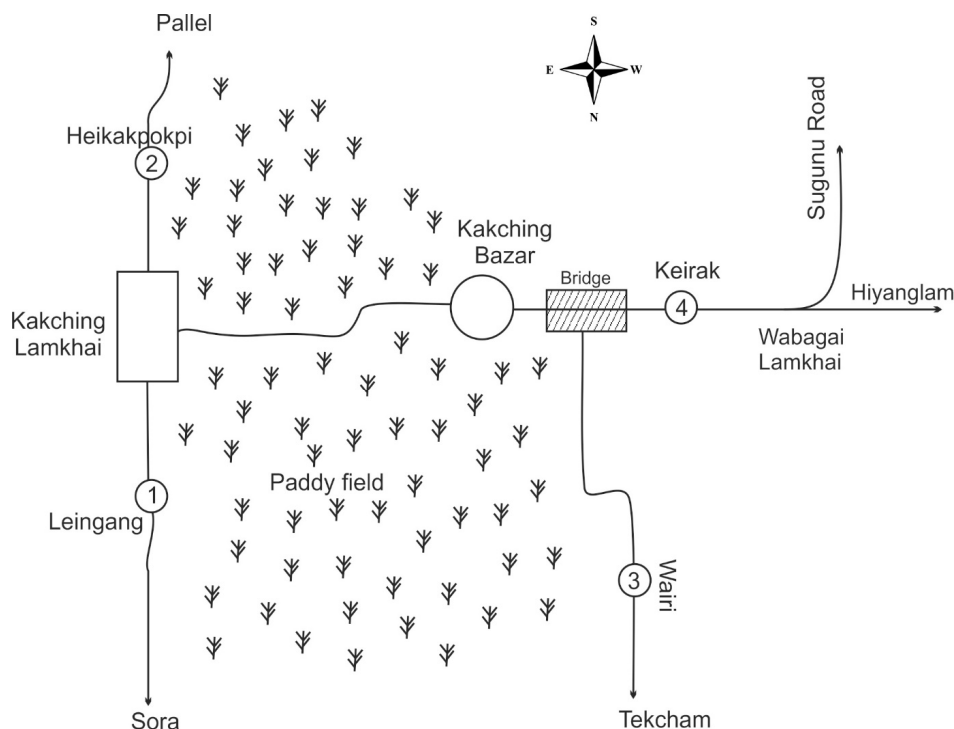 Pallel
S
E
W
N
Heikakpokpi
2
Sugunu Road
Kakching
Bazar
Bridge
Keirak
4
Hiyanglam
Kakching
Lamkhai
Wabagai
Lamkhai
Paddy field
1
Leingang
3
Wairi
Sora
Tekcham